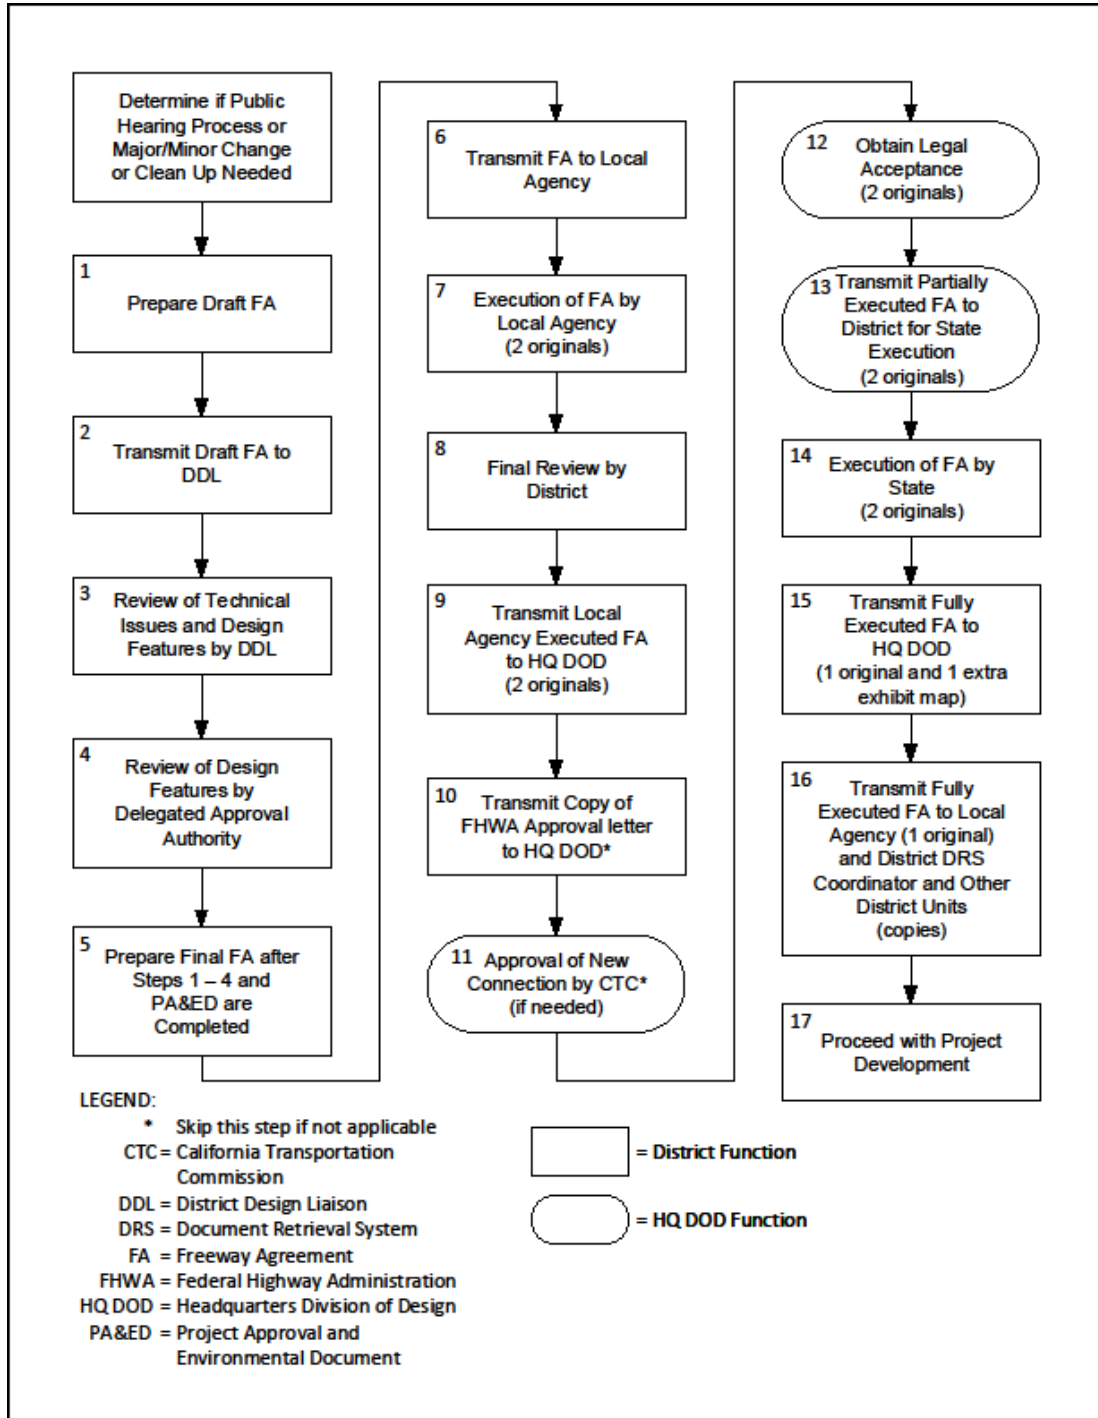 Determine if Public
Hearing Process or
Major/Minor Change
or Clean Up Needed
1
Prepare Draft FA
2
Transmit Draft FA to
DDL
3
Review of Technical
Issues and Design
Features by DDL
4
Review of Design
Features by
Delegated Approval
Authority
5
Prepare Final FA after
Steps 1 – 4 and
PA&ED are
Completed
6
Transmit FA to Local
Agency
7
Execution of FA by
Local Agency
(2 originals)
8
Final Review by
District
9
Transmit Local
Agency Executed FA
to HQ DOD
(2 originals)
10
Transmit Copy of
FHWA Approval letter
to HQ DOD*
11
Approval of New
Connection by CTC*
(if needed)
12
Obtain Legal
Acceptance
(2 originals)
13
Transmit Partially
Executed FA to
District for State
Execution
(2 originals)
14
Execution of FA by
State
(2 originals)
15
Transmit Fully
Executed FA to
HQ DOD
(1 original and 1 extra
exhibit map)
16
Transmit Fully
Executed FA to Local
Agency (1 original)
and District DRS
Coordinator and Other
District Units
(copies)
17
Proceed with Project
Development
LEGEND:
* Skip this step if not applicable
CTC = California Transportation
Commission
DDL = District Design Liaison
DRS = Document Retrieval System
FA = Freeway Agreement
FHWA = Federal Highway Administration
HQ DOD = Headquarters Division of Design
PA&ED = Project Approval and
Environmental Document
= District Function
= HQ DOD Function